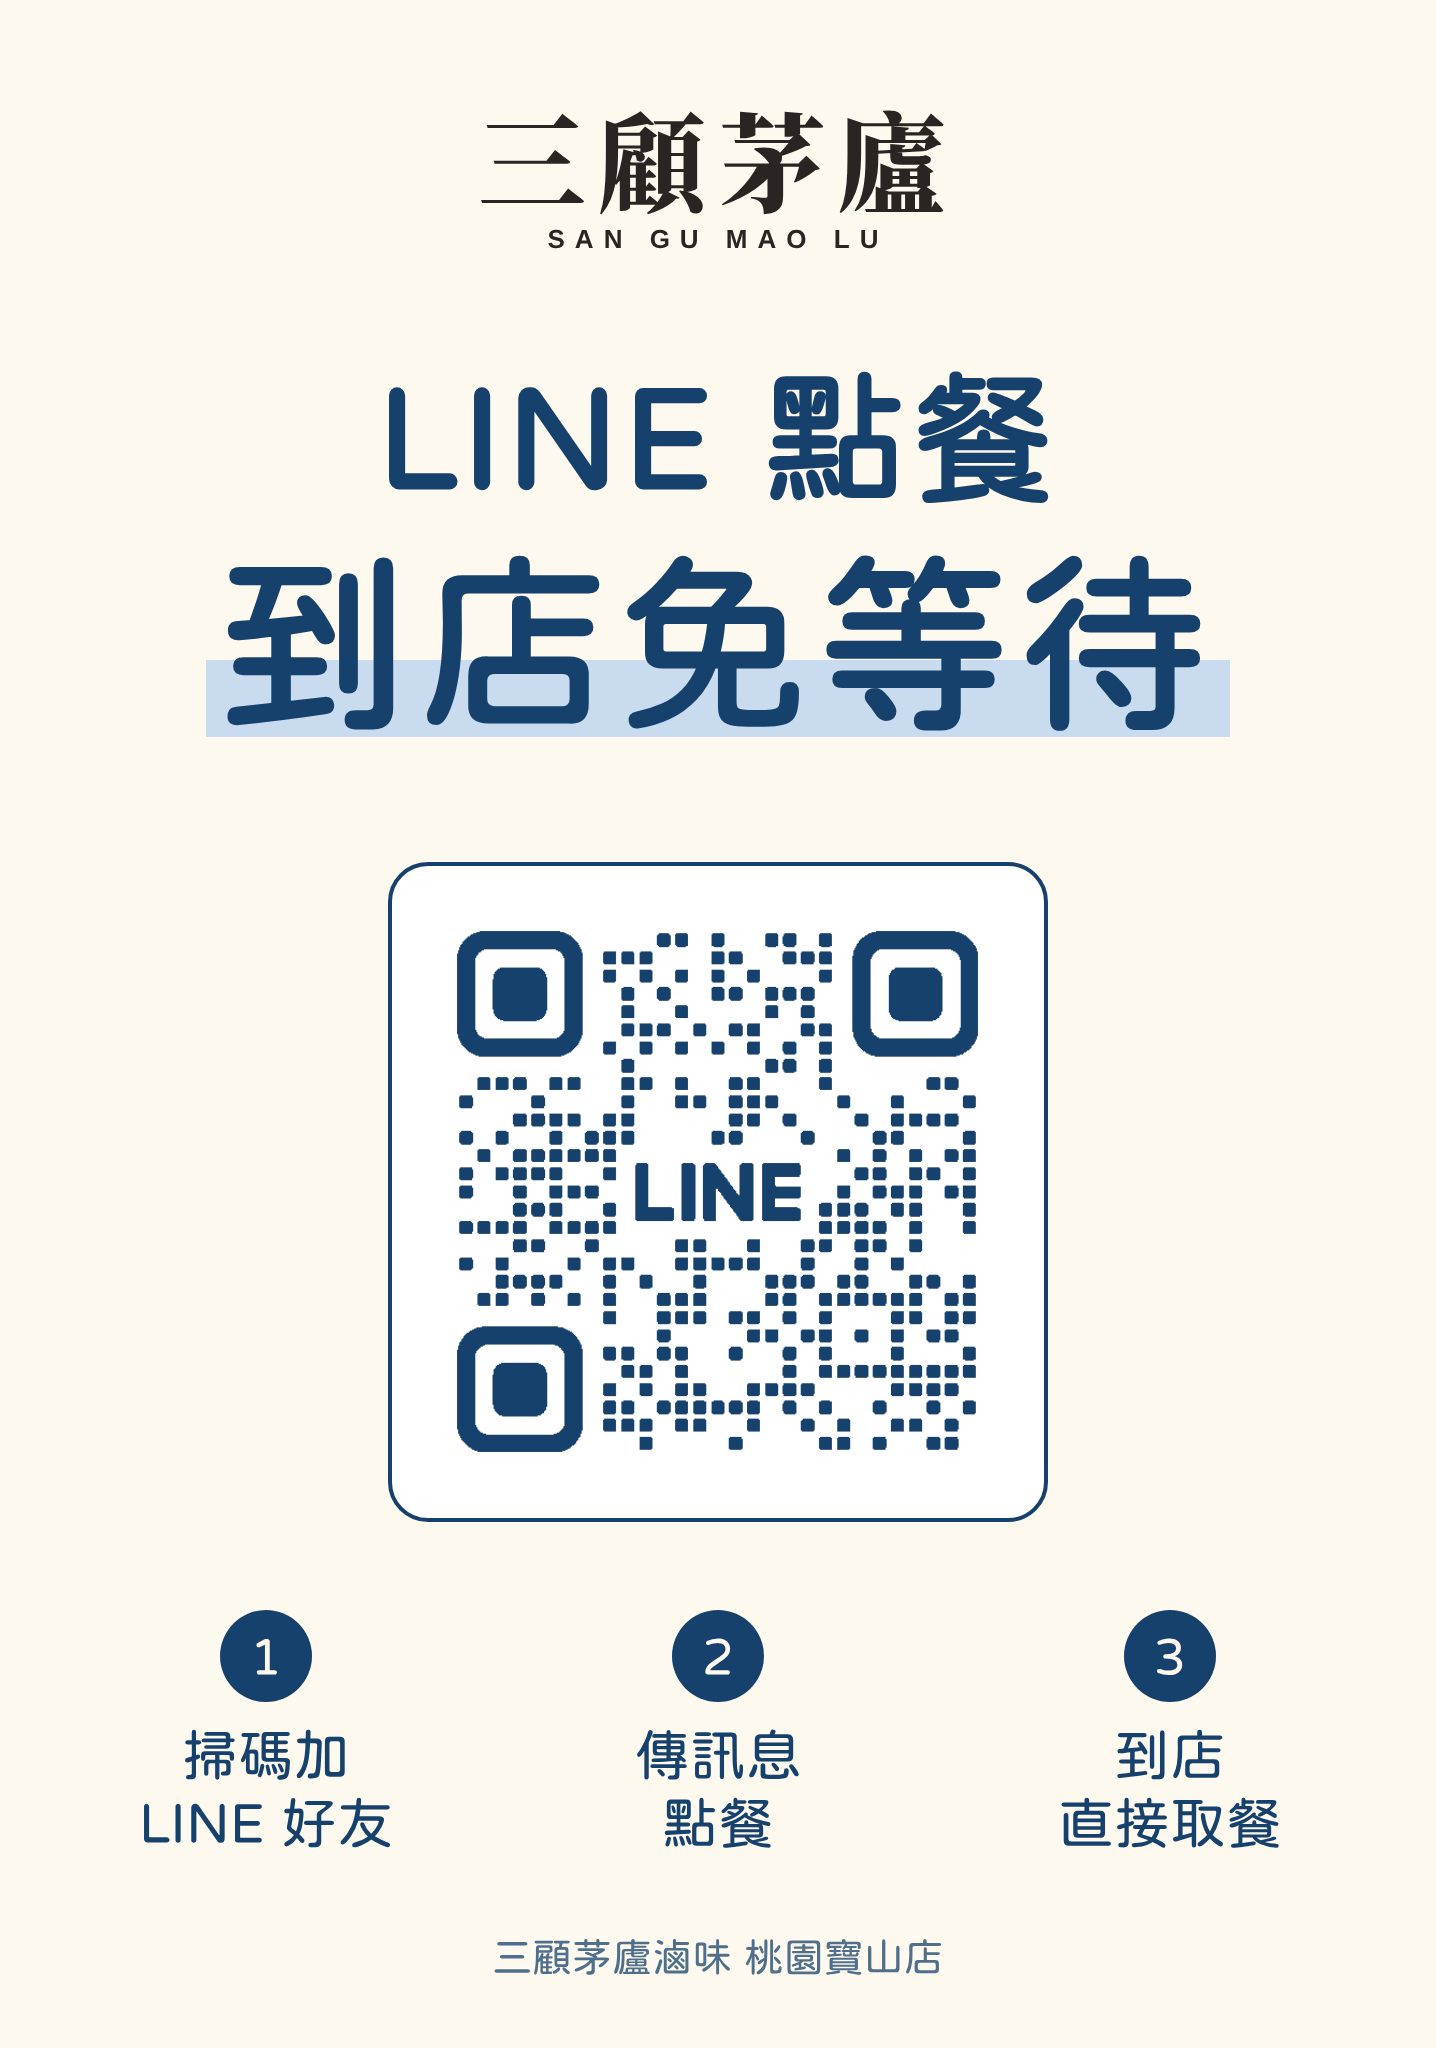 三顧茅廬
SAN GU MAO LU
LINE 點餐
到店免等待
LINE
1
掃碼加
LINE 好友
2
傳訊息
點餐
3
到店
直接取餐
三顧茅廬滷味 桃園寶山店